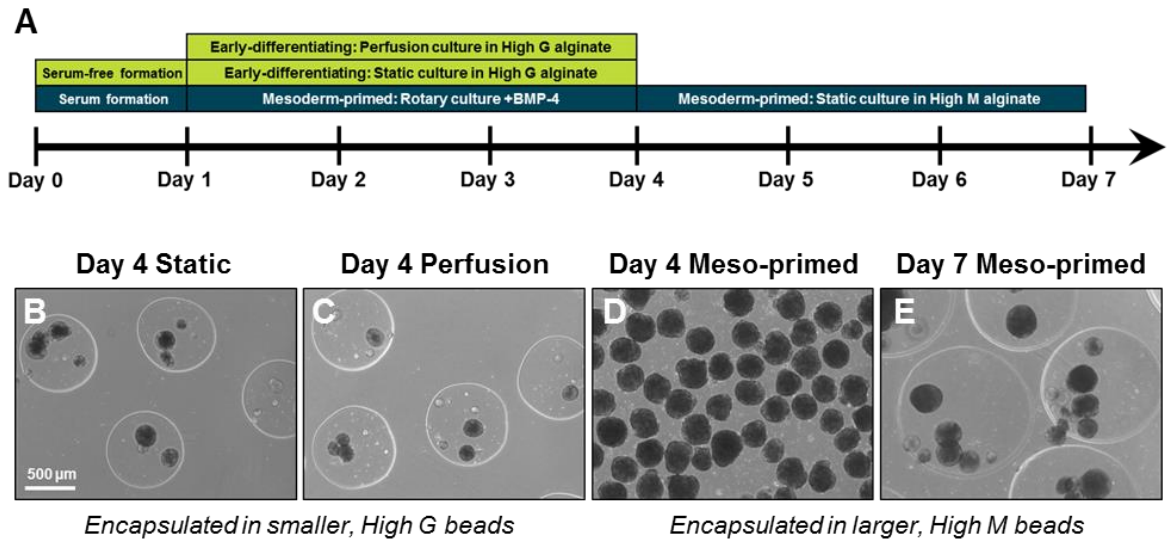 A
Early-differentiating: Perfusion culture in High G alginate
Serum-free formation
Early-differentiating: Static culture in High G alginate
Serum formation
Mesoderm-primed: Rotary culture +BMP-4
Mesoderm-primed: Static culture in High M alginate
Day 0
Day 1
Day 2
Day 3
Day 4
Day 5
Day 6
Day 7
Day 4 Static
Day 4 Perfusion
Day 4 Meso-primed
Day 7 Meso-primed
B
C
D
E
500 µm
Encapsulated in smaller, High G beads
Encapsulated in larger, High M beads